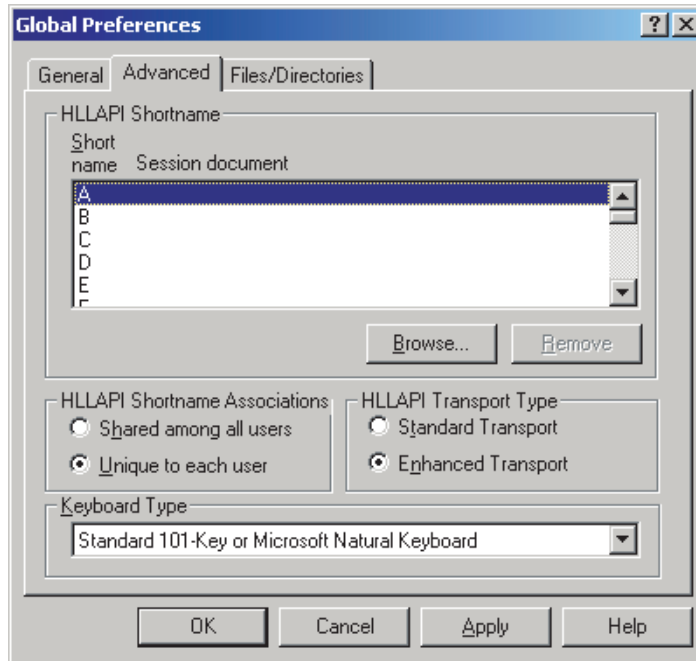 Global Preferences
General Advanced Files/Directories
HLLAPI Shortname
Short
name Session document
A
B
C
D
E
F
Browse... Remove
HLLAPI Shortname Associations
Shared among all users
Unique to each user
HLLAPI Transport Type
Standard Transport
Enhanced Transport
Keyboard Type
Standard 101-Key or Microsoft Natural Keyboard
OK Cancel Apply Help